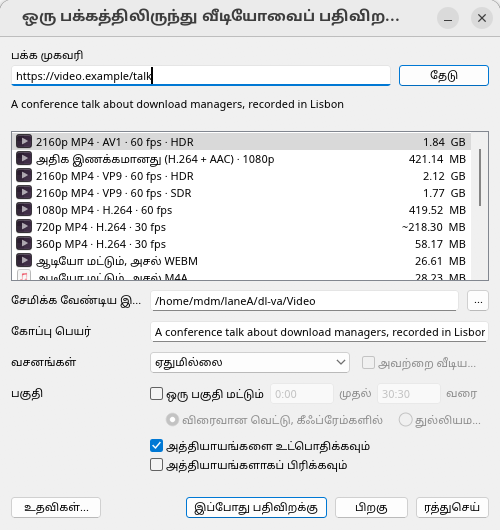 ஒரு பக்கத்திலிருந்து வீடியோவைப் பதிவிற...
பக்க முகவரி
https://video.example/talk
தேடு
A conference talk about download managers, recorded in Lisbon
2160p MP4 · AV1 · 60 fps · HDR 1.84 GB
அதிக இணக்கமானது (H.264 + AAC) · 1080p 421.14 MB
2160p MP4 · VP9 · 60 fps · HDR 2.12 GB
2160p MP4 · VP9 · 60 fps · SDR 1.77 GB
1080p MP4 · H.264 · 60 fps 419.52 MB
720p MP4 · H.264 · 30 fps ~218.30 MB
360p MP4 · H.264 · 30 fps 58.17 MB
ஆடியோ மட்டும், அசல் WEBM 26.61 MB
ஆடியோ மட்டும், அசல் M4A 28.23 MB
சேமிக்க வேண்டிய இ... /home/mdm/laneA/dl-va/Video ...
கோப்பு பெயர் A conference talk about download managers, recorded in Lisbor
வசனங்கள் ஏதுமில்லை அவற்றை வீடிய...
பகுதி ஒரு பகுதி மட்டும் 0:00 முதல் 30:30 வரை
விரைவான வெட்டு, கீஃப்ரேம்களில் துல்லியம...
அத்தியாயங்களை உட்பொதிக்கவும்
அத்தியாயங்களாகப் பிரிக்கவும்
உதவிகள்... இப்போது பதிவிறக்கு பிறகு ரத்துசெய்